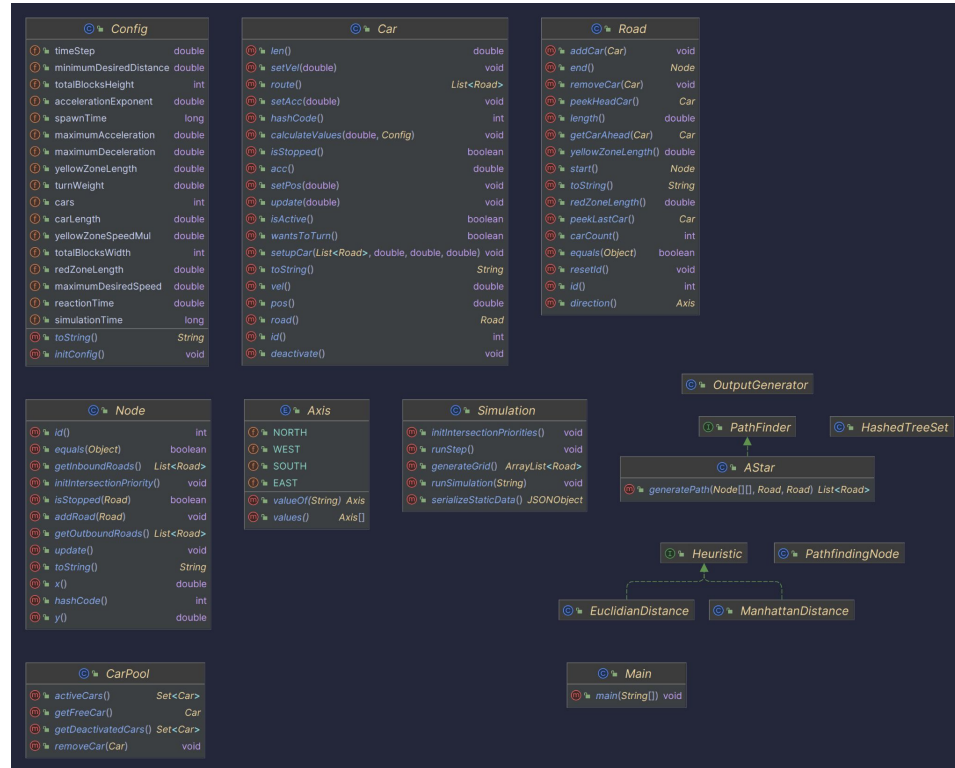 Config
timeStep double
minimumDesiredDistance double
totalBlocksHeight int
accelerationExponent double
spawnTime long
maximumAcceleration double
maximumDeceleration double
yellowZoneLength double
turnWeight double
cars int
carLength double
yellowZoneSpeedMul double
totalBlocksWidth int
redZoneLength double
maximumDesiredSpeed double
reactionTime double
simulationTime long
toString() String
initConfig() void
Car
len() double
setVel(double) void
route() List<Road>
setAcc(double) void
hashCode() int
calculateValues(double, Config) void
isStopped() boolean
acc() double
setPos(double) void
update(double) void
isActive() boolean
wantsToTurn() boolean
setupCar(List<Road>, double, double, double) void
toString() String
vel() double
pos() double
road() Road
id() int
deactivate() void
Road
addCar(Car) void
end() Node
removeCar(Car) void
peekHeadCar() Car
length() double
getCarAhead(Car) Car
yellowZoneLength() double
start() Node
toString() String
redZoneLength() double
peekLastCar() Car
carCount() int
equals(Object) boolean
resetId() void
id() int
direction() Axis
Node
id() int
equals(Object) boolean
getInboundRoads() List<Road>
initIntersectionPriority() void
isStopped(Road) boolean
addRoad(Road) void
getOutboundRoads() List<Road>
update() void
toString() String
x() double
hashCode() int
y() double
Axis
NORTH
WEST
SOUTH
EAST
valueOf(String) Axis
values() Axis[]
Simulation
initIntersectionPriorities() void
runStep() void
generateGrid() ArrayList<Road>
runSimulation(String) void
serializeStaticData() JSONObject
OutputGenerator
PathFinder
HashedTreeSet
AStar
generatePath(Node[][], Road, Road) List<Road>
Heuristic
PathfindingNode
EuclidianDistance
ManhattanDistance
CarPool
activeCars() Set<Car>
getFreeCar() Car
getDeactivatedCars() Set<Car>
removeCar(Car) void
Main
main(String[]) void